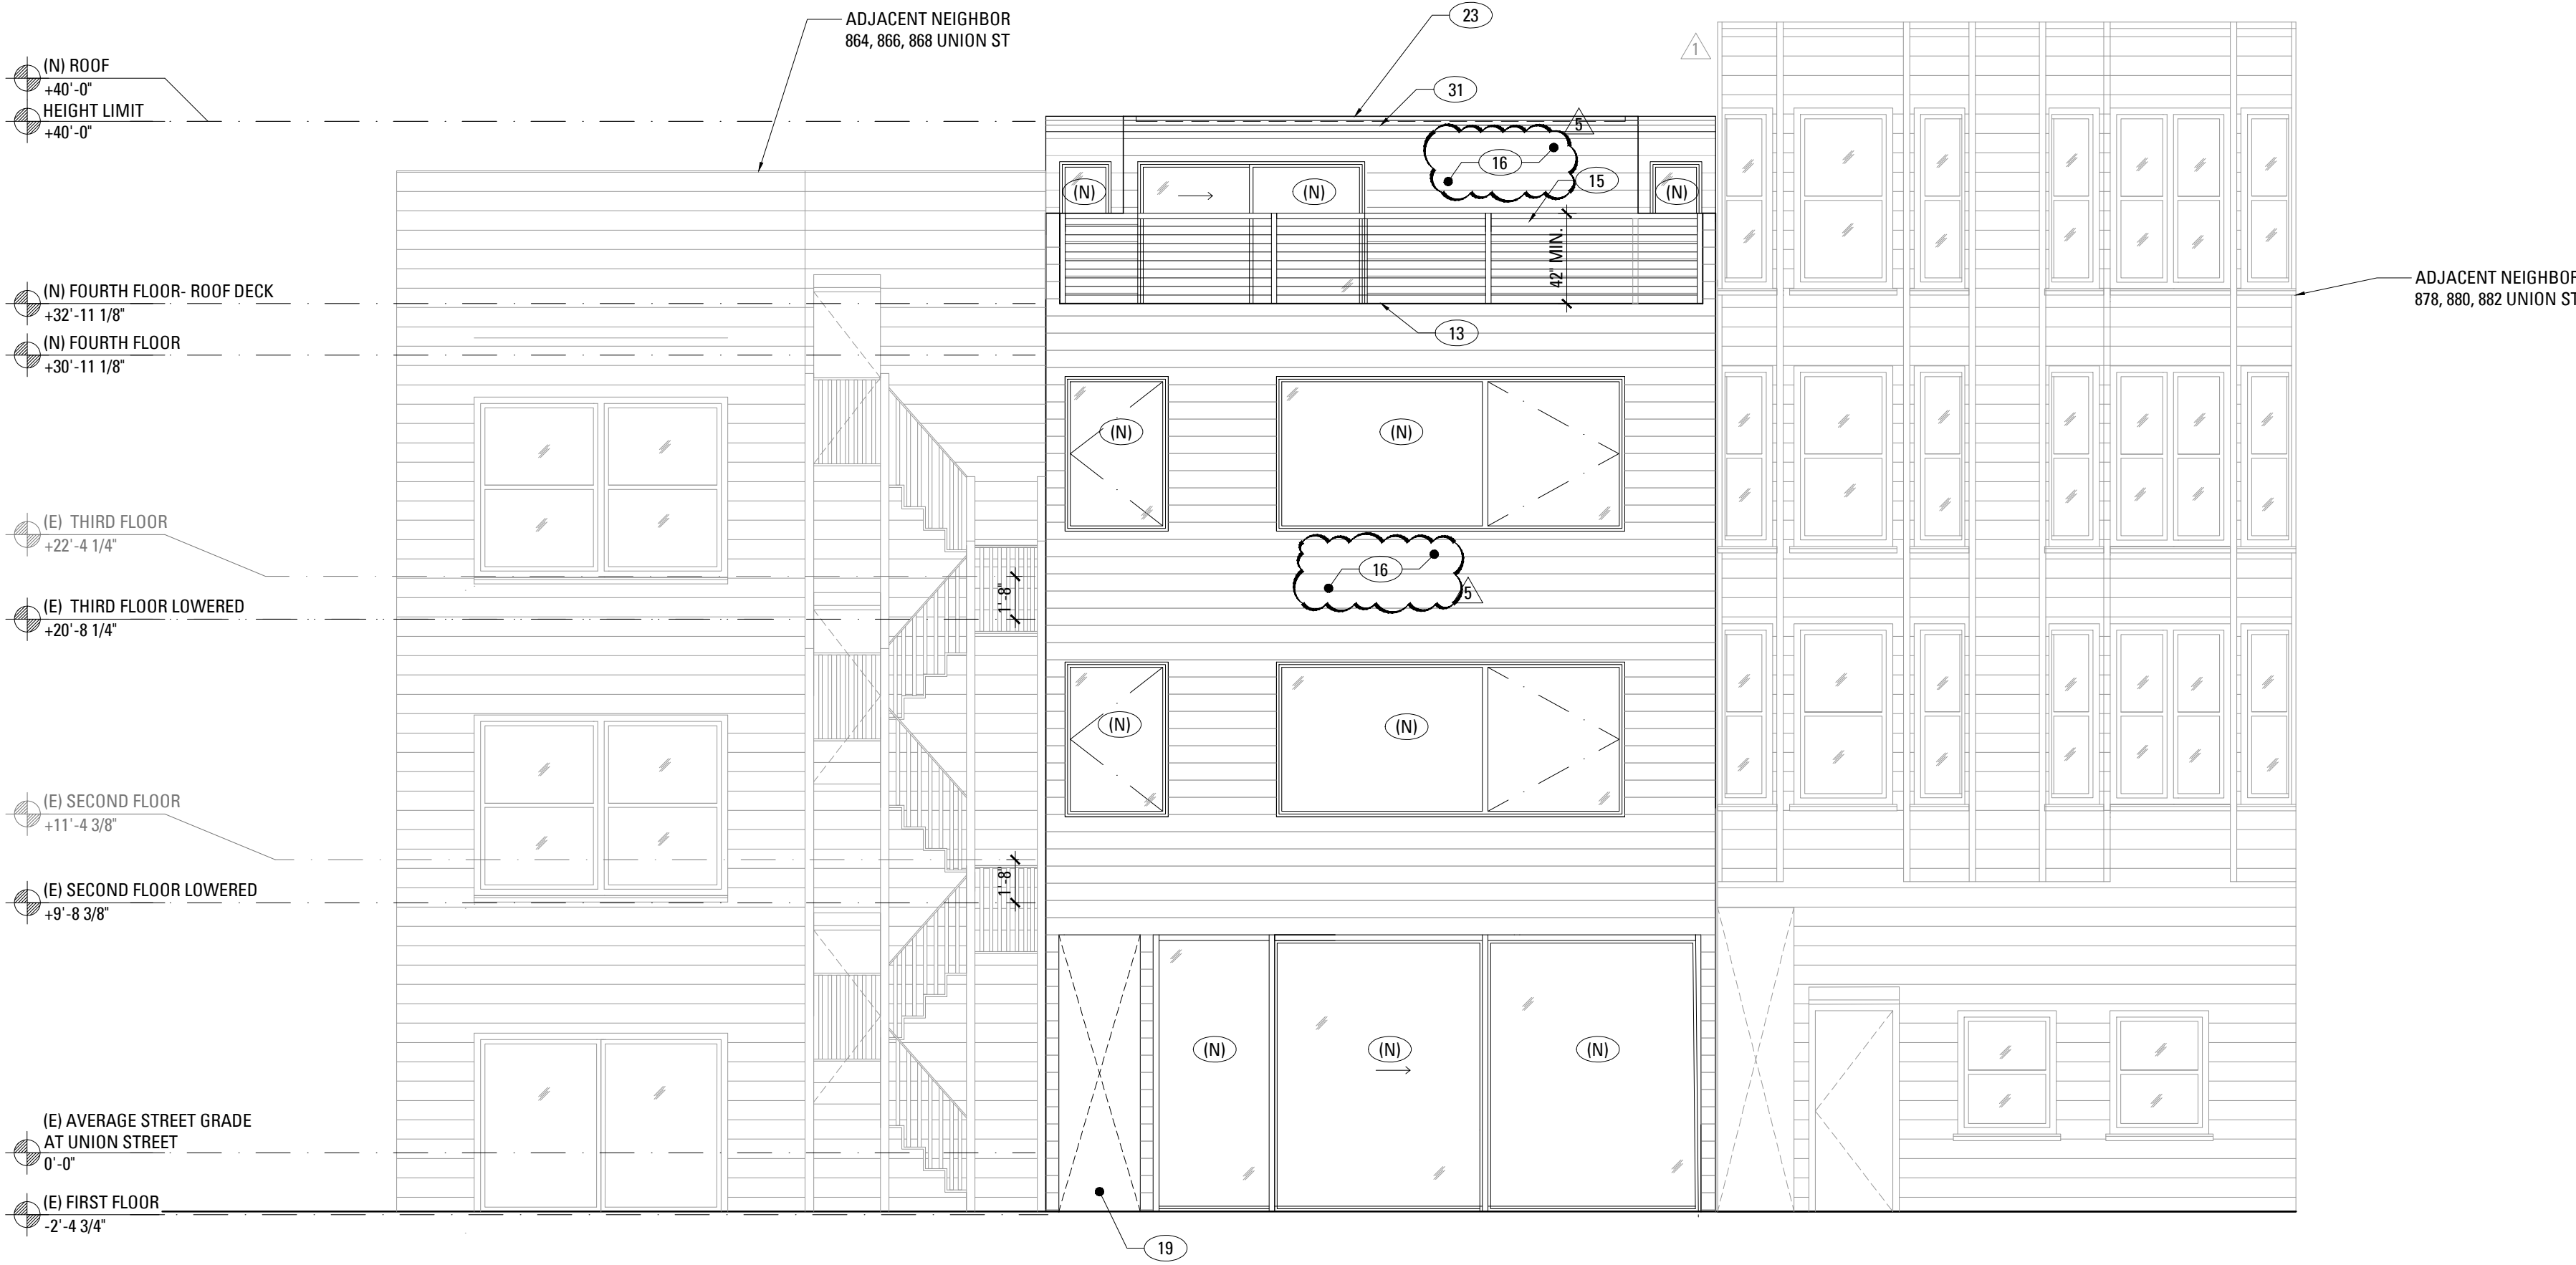 ADJACENT NEIGHBOR
864, 866, 868 UNION ST
23
1
31
5
16
15
(N)
(N)
(N)
42" MIN.
13
ADJACENT NEIGHBOR
878, 880, 882 UNION ST
(N) ROOF
+40'-0"
HEIGHT LIMIT
+40'-0"
(N) FOURTH FLOOR- ROOF DECK
+32'-11 1/8"
(N) FOURTH FLOOR
+30'-11 1/8"
(N)
(N)
(E) THIRD FLOOR
+22'-4 1/4"
16
5
1'-8"
(E) THIRD FLOOR LOWERED
+20'-8 1/4"
(N)
(N)
(E) SECOND FLOOR
+11'-4 3/8"
1'-8"
(E) SECOND FLOOR LOWERED
+9'-8 3/8"
(N)
(N)
(N)
(E) AVERAGE STREET GRADE
AT UNION STREET
0'-0"
(E) FIRST FLOOR
-2'-4 3/4"
19